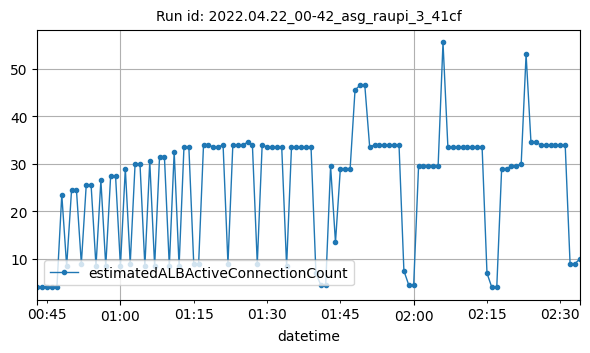 Run id: 2022.04.22_00-42_asg_raupi_3_41cf
50
40
30
20
10
estimatedALBActiveConnectionCount
00:45 01:00 01:15 01:30 01:45 02:00 02:15 02:30
datetime